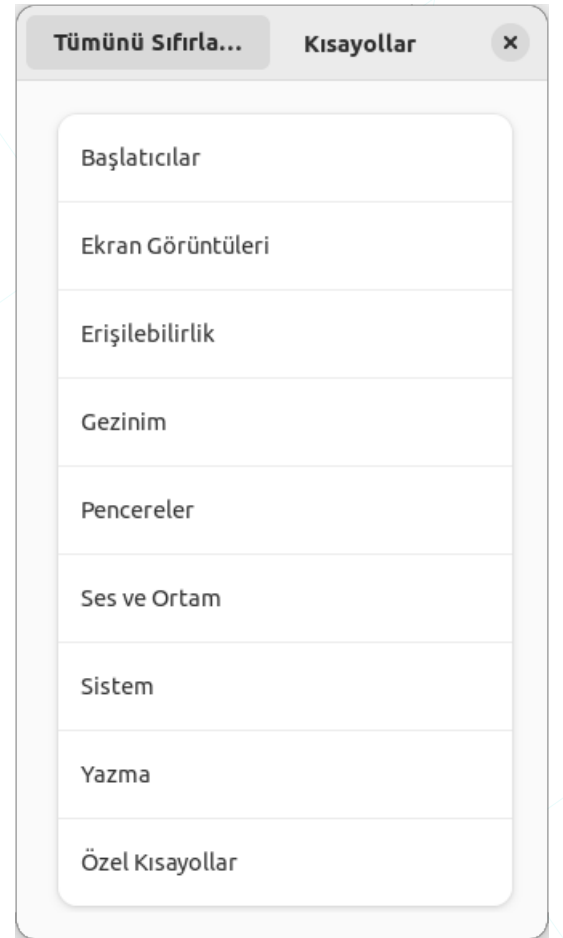 Tümünü Sıfırla... Kısayollar ×
Başlatıcılar
Ekran Görüntüleri
Erişilebilirlik
Gezinim
Pencereler
Ses ve Ortam
Sistem
Yazma
Özel Kısayollar